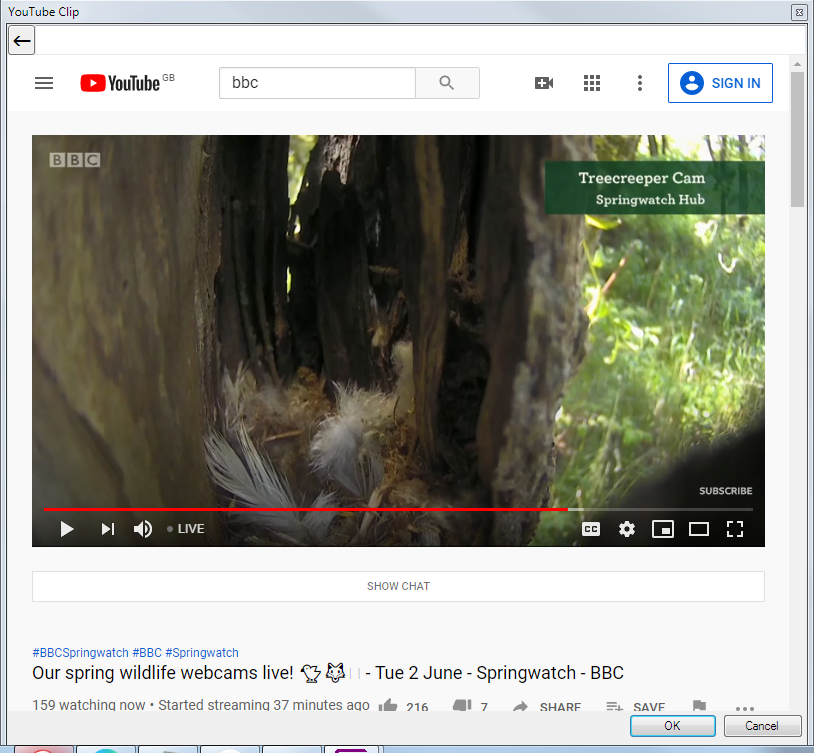 YouTube Clip
YouTube GB
bbc
SIGN IN
BBC
Treecreeper Cam
Springwatch Hub
SUBSCRIBE
LIVE
CC
SHOW CHAT
#BBCSpringwatch #BBC #Springwatch
Our spring wildlife webcams live! 🐿🦊 - Tue 2 June - Springwatch - BBC
159 watching now • Started streaming 37 minutes ago 216 7 SHARE SAVE
OK Cancel